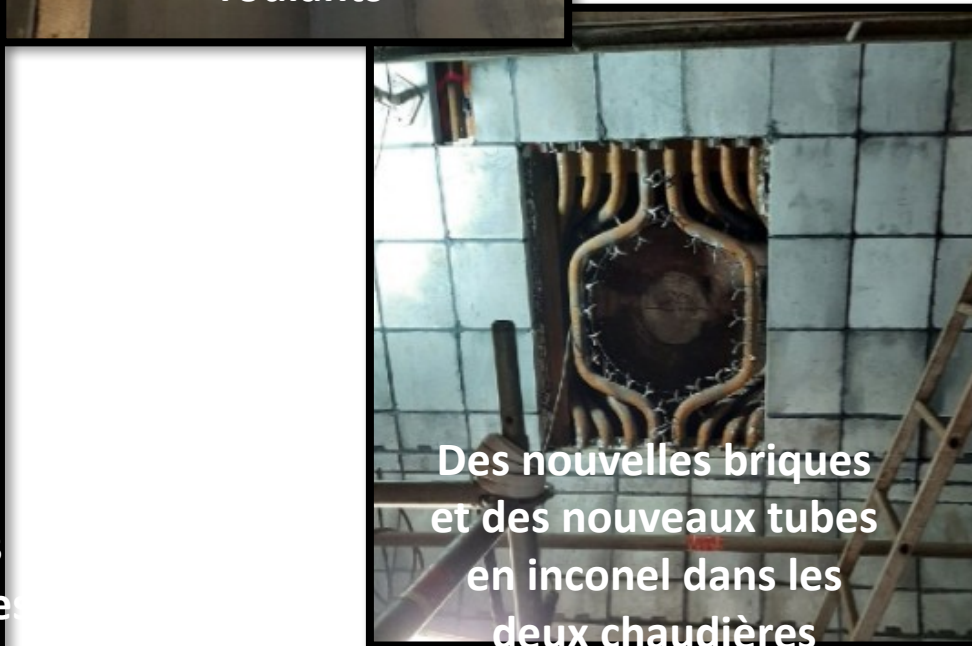 Des nouvelles briques
et des nouveaux tubes
en inconel dans les
deux chaudières